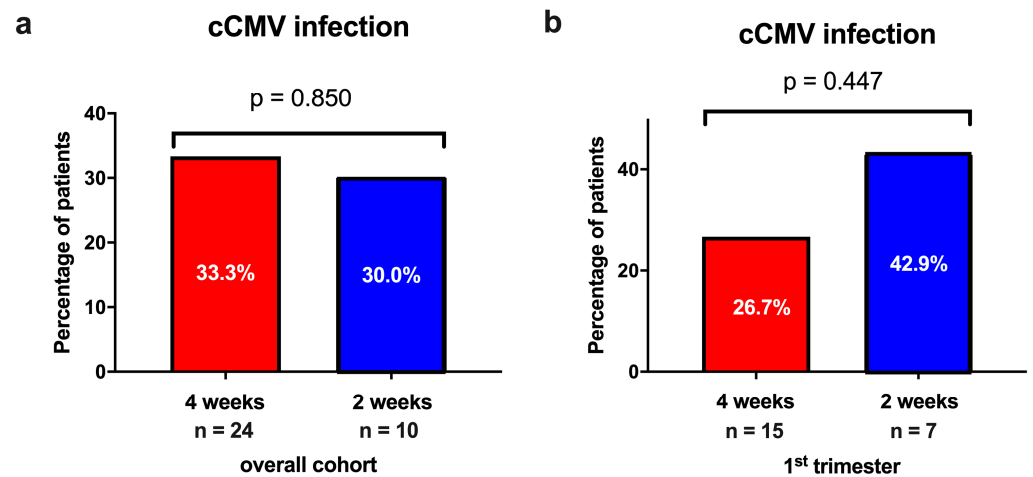 a
cCMV infection
p = 0.850
Percentage of patients
40
30
20
10
0
33.3%
30.0%
4 weeks
2 weeks
n = 24
n = 10
overall cohort
b
cCMV infection
p = 0.447
Percentage of patients
40
20
0
26.7%
42.9%
4 weeks
2 weeks
n = 15
n = 7
1st trimester